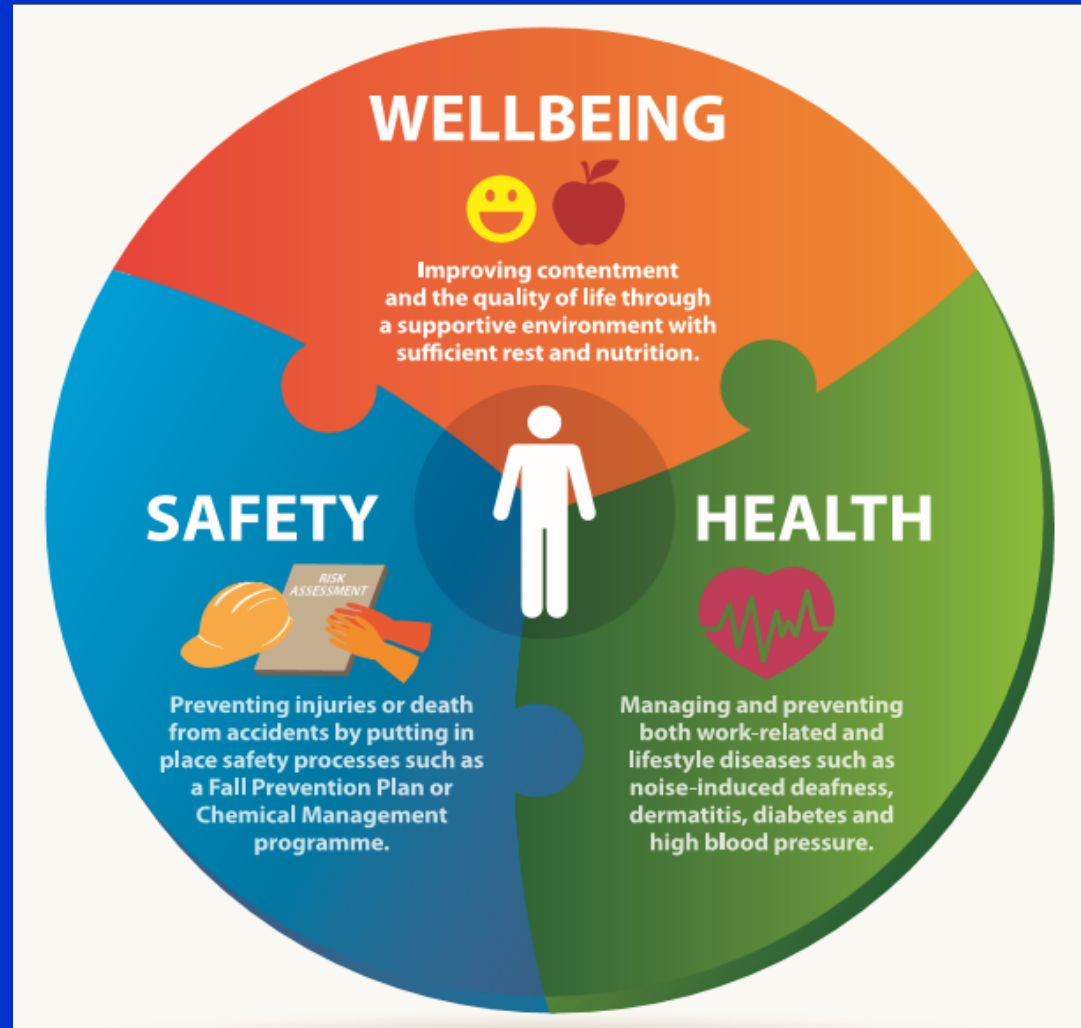 WELLBEING
Improving contentment
and the quality of life through
a supportive environment with
sufficient rest and nutrition.
SAFETY
RISK
ASSESSMENT
Preventing injuries or death
from accidents by putting in
place safety processes such as
a Fall Prevention Plan or
Chemical Management
programme.
HEALTH
Managing and preventing
both work-related and
lifestyle diseases such as
noise-induced deafness,
dermatitis, diabetes and
high blood pressure.